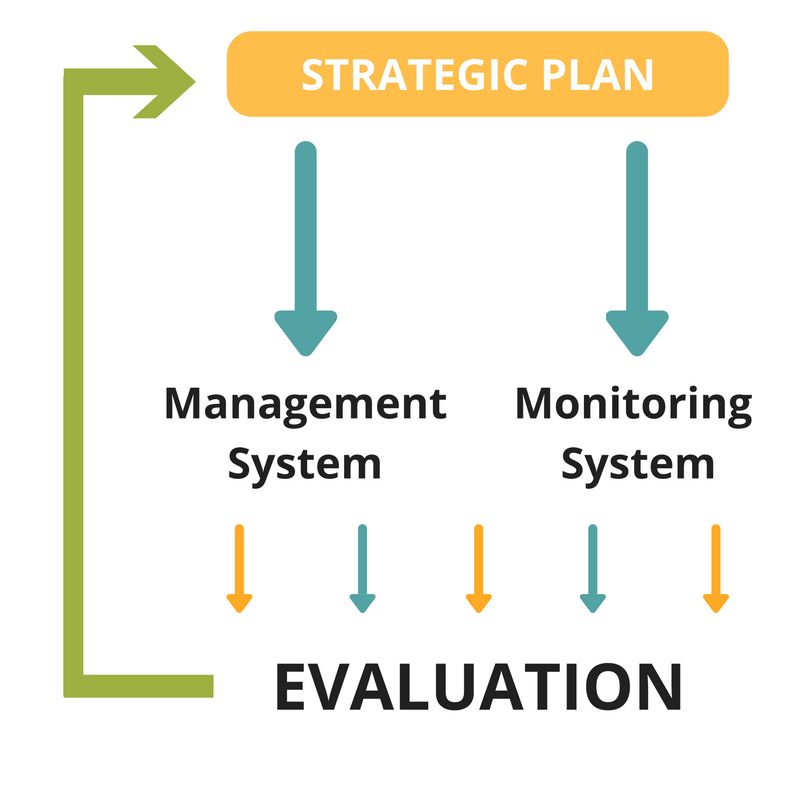 STRATEGIC PLAN
Management
System
Monitoring
System
EVALUATION